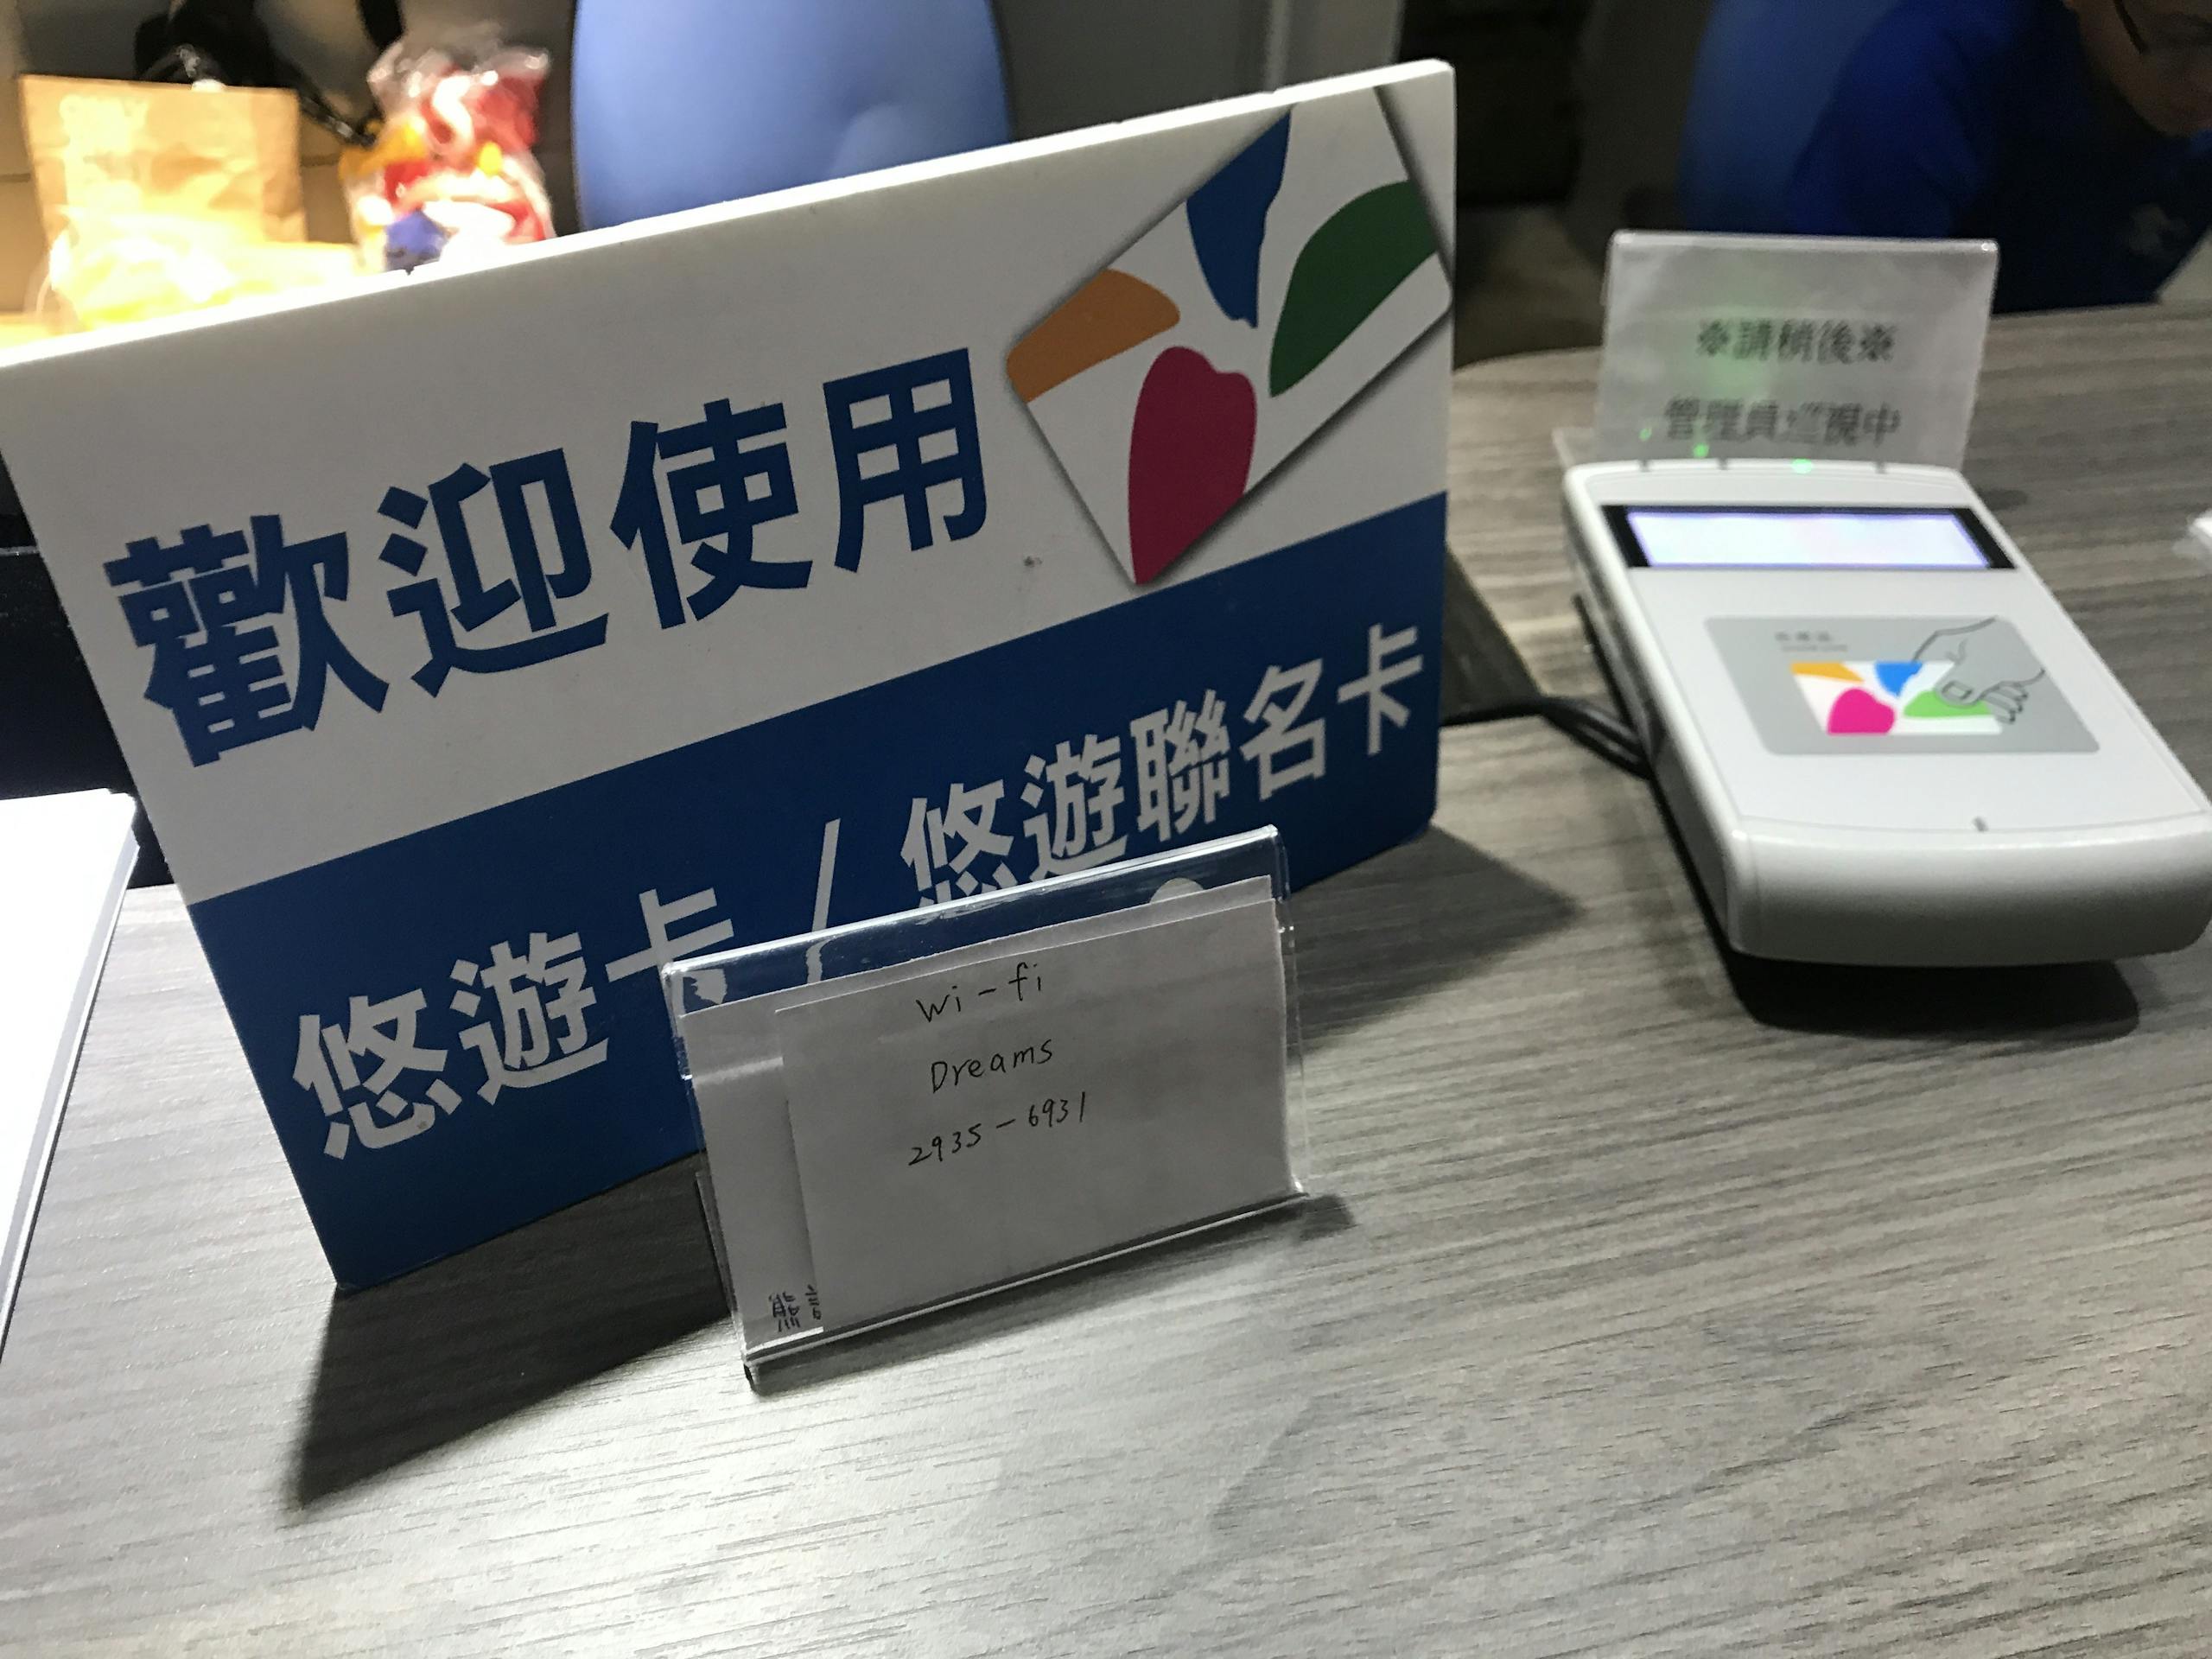 歡迎使用
悠遊卡/悠遊聯名卡
※請稍後※
管理員巡視中
Wi-fi
Dreams
2935-6931